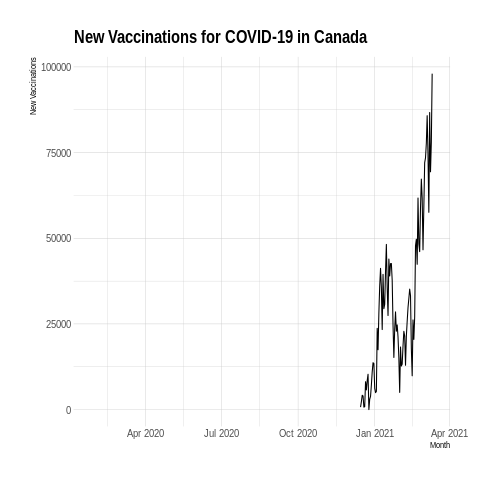 New Vaccinations for COVID-19 in Canada
New Vaccinations
100000
75000
50000
25000
0
Apr 2020 Jul 2020 Oct 2020 Jan 2021 Apr 2021
Month